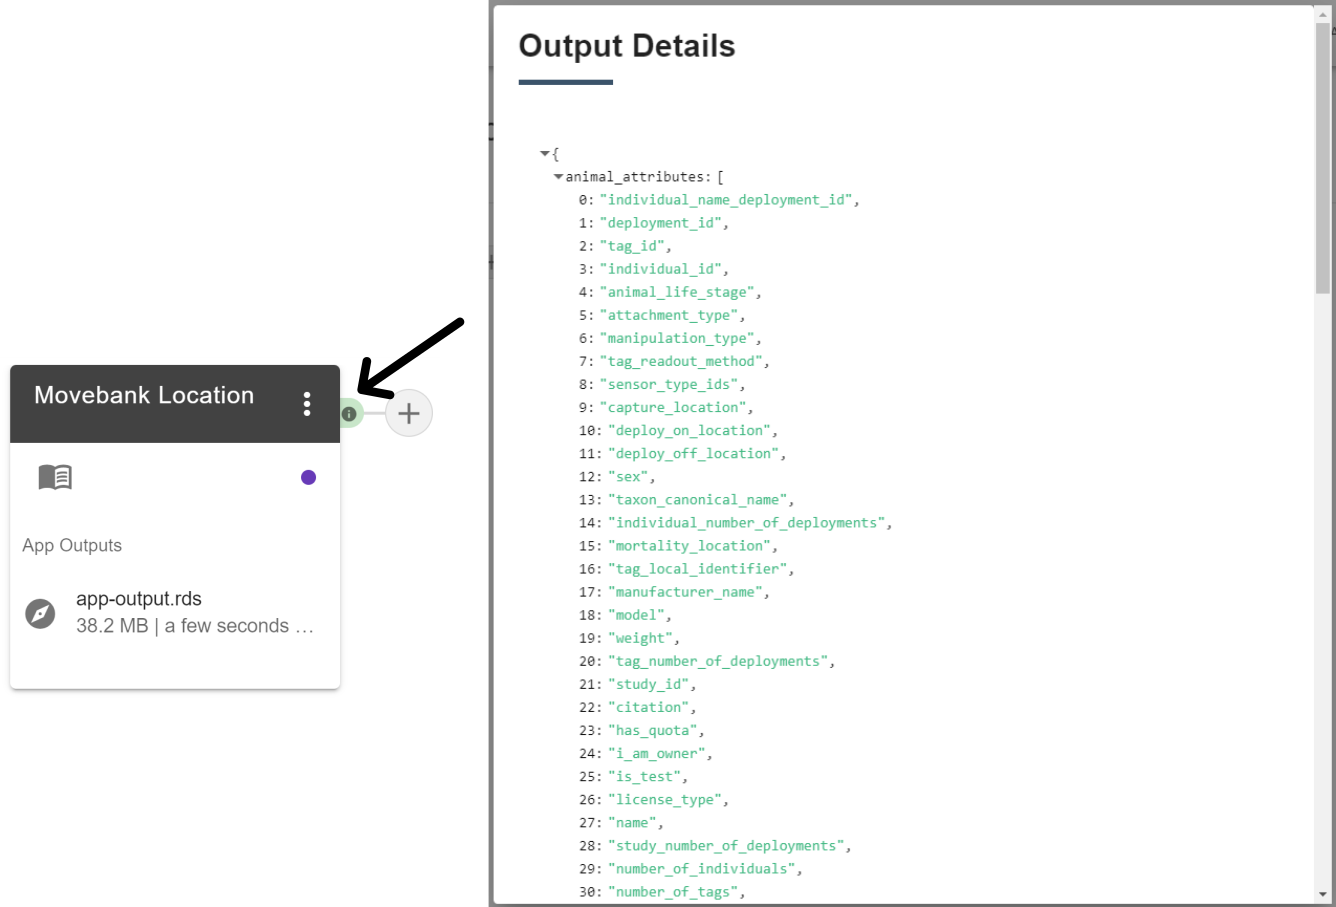 Movebank Location
App Outputs
app-output.rds
38.2 MB | a few seconds ...
Output Details
{
animal_attributes: [
0: "individual_name_deployment_id",
1: "deployment_id",
2: "tag_id",
3: "individual_id",
4: "animal_life_stage",
5: "attachment_type",
6: "manipulation_type",
7: "tag_readout_method",
8: "sensor_type_ids",
9: "capture_location",
10: "deploy_on_location",
11: "deploy_off_location",
12: "sex",
13: "taxon_canonical_name",
14: "individual_number_of_deployments",
15: "mortality_location",
16: "tag_local_identifier",
17: "manufacturer_name",
18: "model",
19: "weight",
20: "tag_number_of_deployments",
21: "study_id",
22: "citation",
23: "has_quota",
24: "i_am_owner",
25: "is_test",
26: "license_type",
27: "name",
28: "study_number_of_deployments",
29: "number_of_individuals",
30: "number_of_tags",